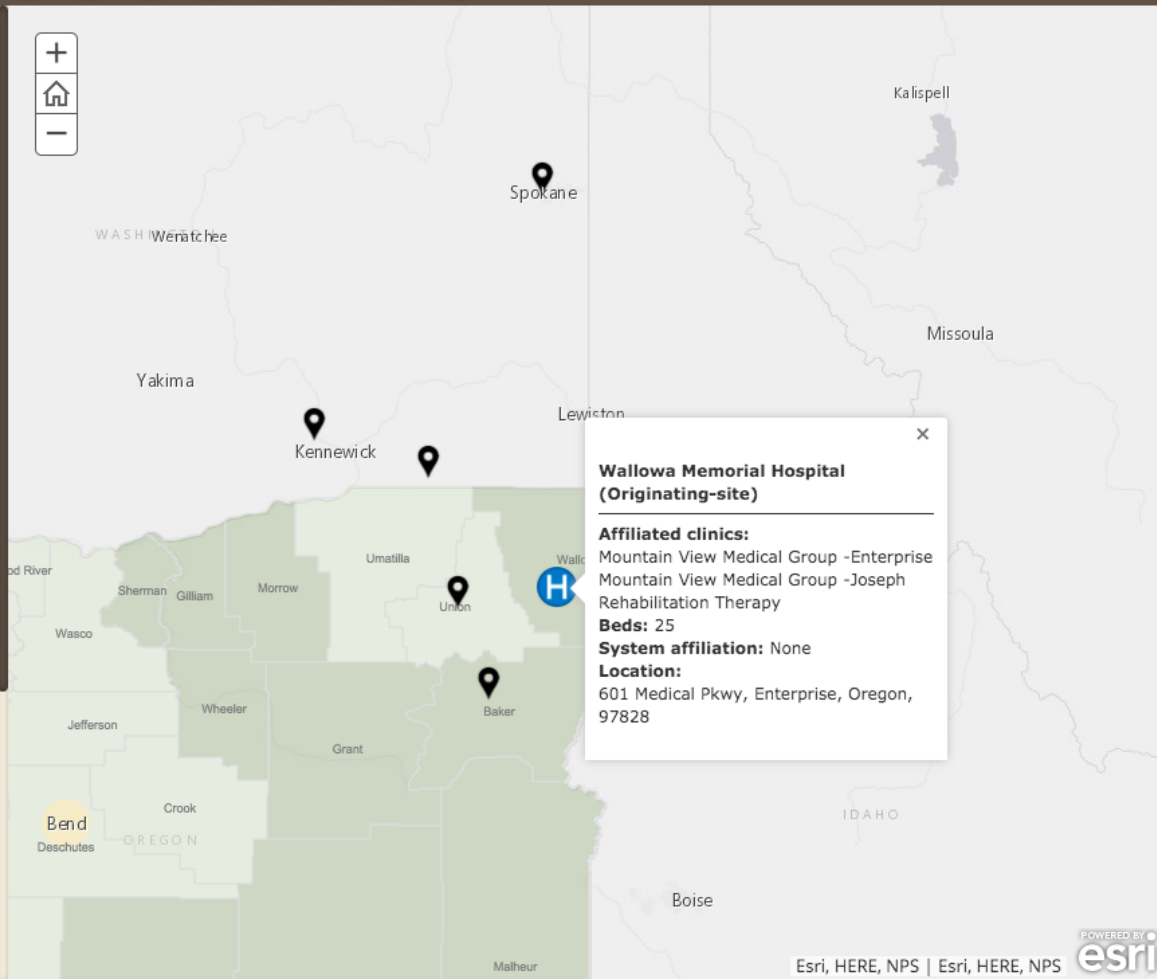 +
−
Kalispell
Spokane
WASHINGTON
Wenatchee
Missoula
Yakima
Lewiston
Kennewick
×
Wallowa Memorial Hospital
(Originating-site)
Affiliated clinics:
Mountain View Medical Group -Enterprise
Mountain View Medical Group -Joseph
Rehabilitation Therapy
Beds: 25
System affiliation: None
Location:
601 Medical Pkwy, Enterprise, Oregon,
97828
Umatilla
Wallo
H
od River
Sherman
Gilliam
Morrow
Union
Wasco
Wheeler
Baker
Jefferson
Grant
Crook
Bend
OREGON
Deschutes
IDAHO
Boise
Malheur
Esri, HERE, NPS | Esri, HERE, NPS
POWERED BY
esri